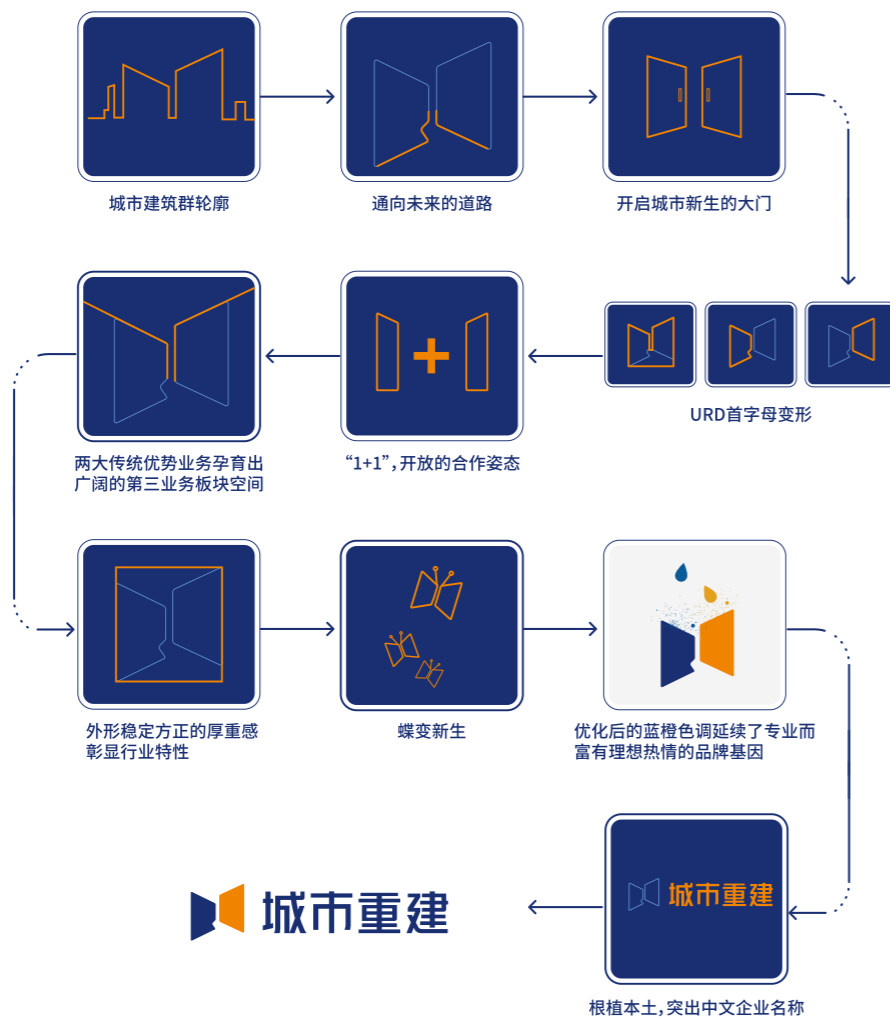 城市建筑群轮廓
通向未来的道路
开启城市新生的大门
URD首字母变形
“1+1”,开放的合作姿态
两大传统优势业务孕育出
广阔的第三业务板块空间
外形稳定方正的厚重感
彰显行业特性
蝶变新生
优化后的蓝橙色调延续了专业而
富有理想热情的品牌基因
城市重建
根植本土,突出中文企业名称
城市重建